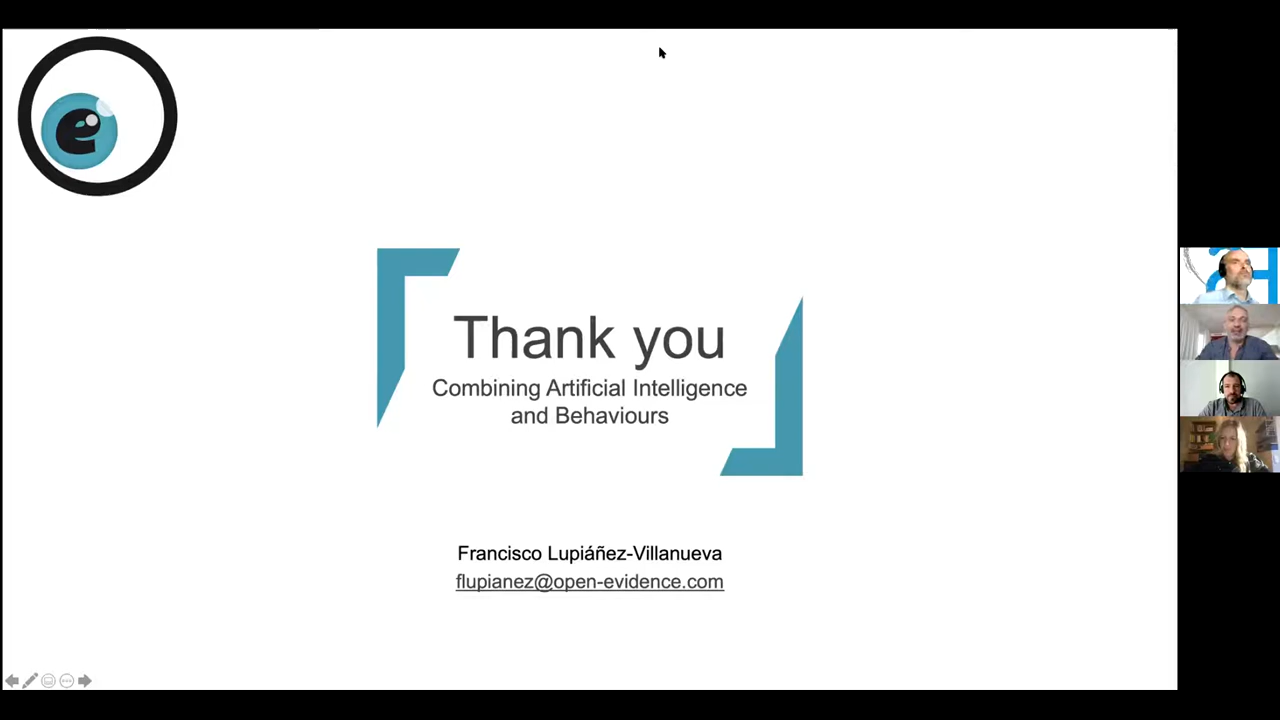 e
Thank you
Combining Artificial Intelligence
and Behaviours
Francisco Lupiáñez-Villanueva
flupianez@open-evidence.com